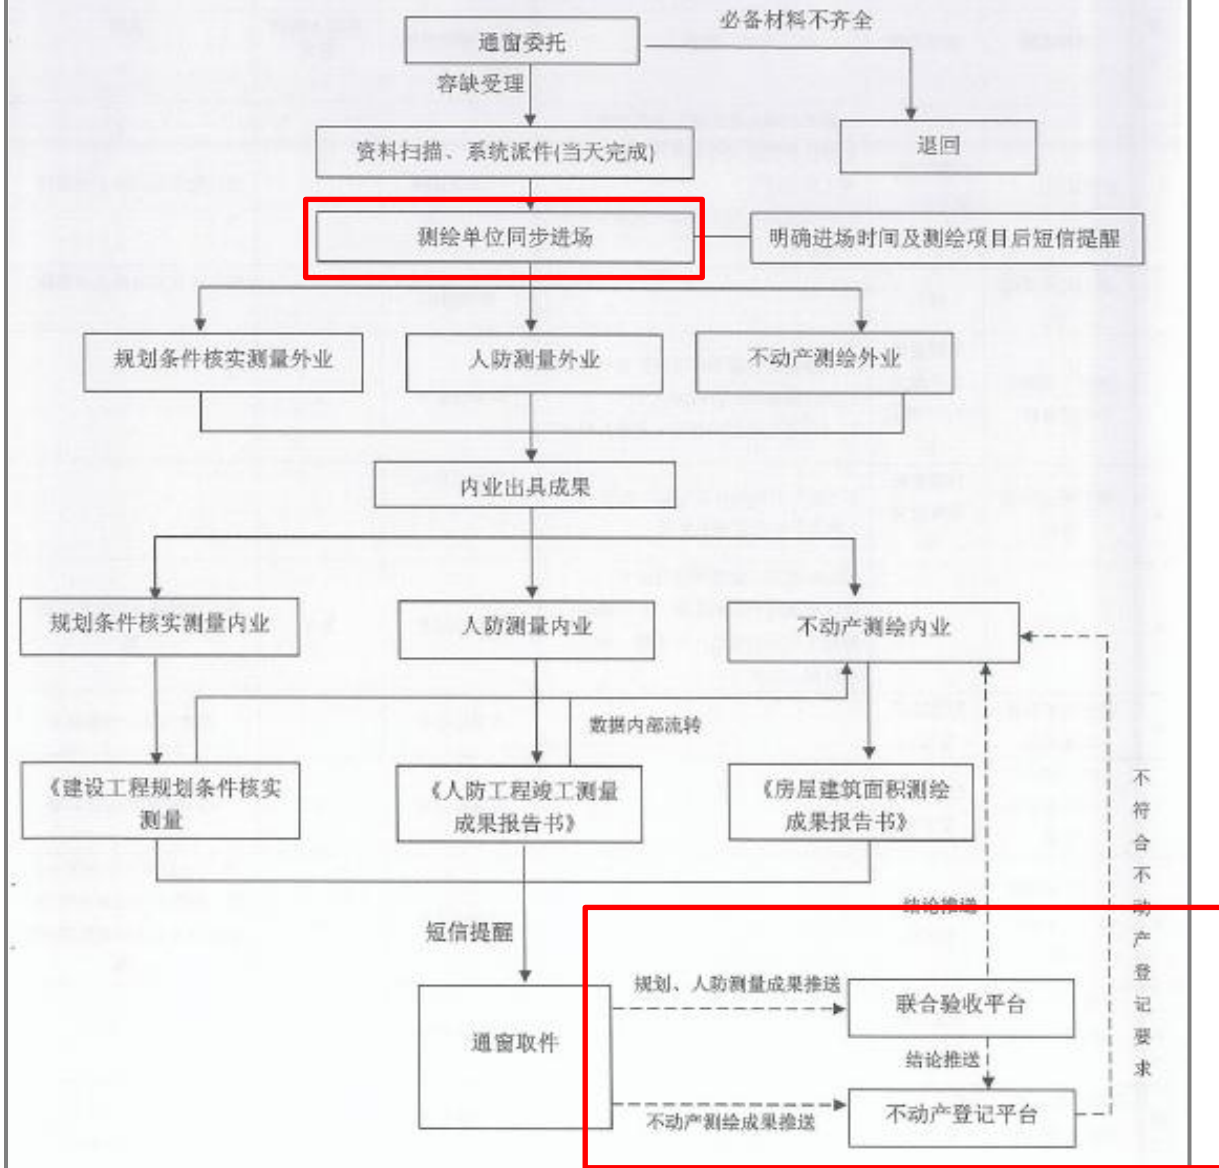 必备材料不齐全
通窗委托
容缺受理
资料扫描、系统派件(当天完成)
退回
测绘单位同步进场
明确进场时间及测绘项目后短信提醒
规划条件核实测量外业
人防测量外业
不动产测绘外业
内业出具成果
规划条件核实测量内业
人防测量内业
不动产测绘内业
数据内部流转
《建设工程规划条件核实
测量
《人防工程竣工测量
成果报告书》
《房屋建筑面积测绘
成果报告书》
不符合不动产登记要求
结论推送
短信提醒
规划、人防测量成果推送
联合验收平台
通窗取件
结论推送
不动产测绘成果推送
不动产登记平台